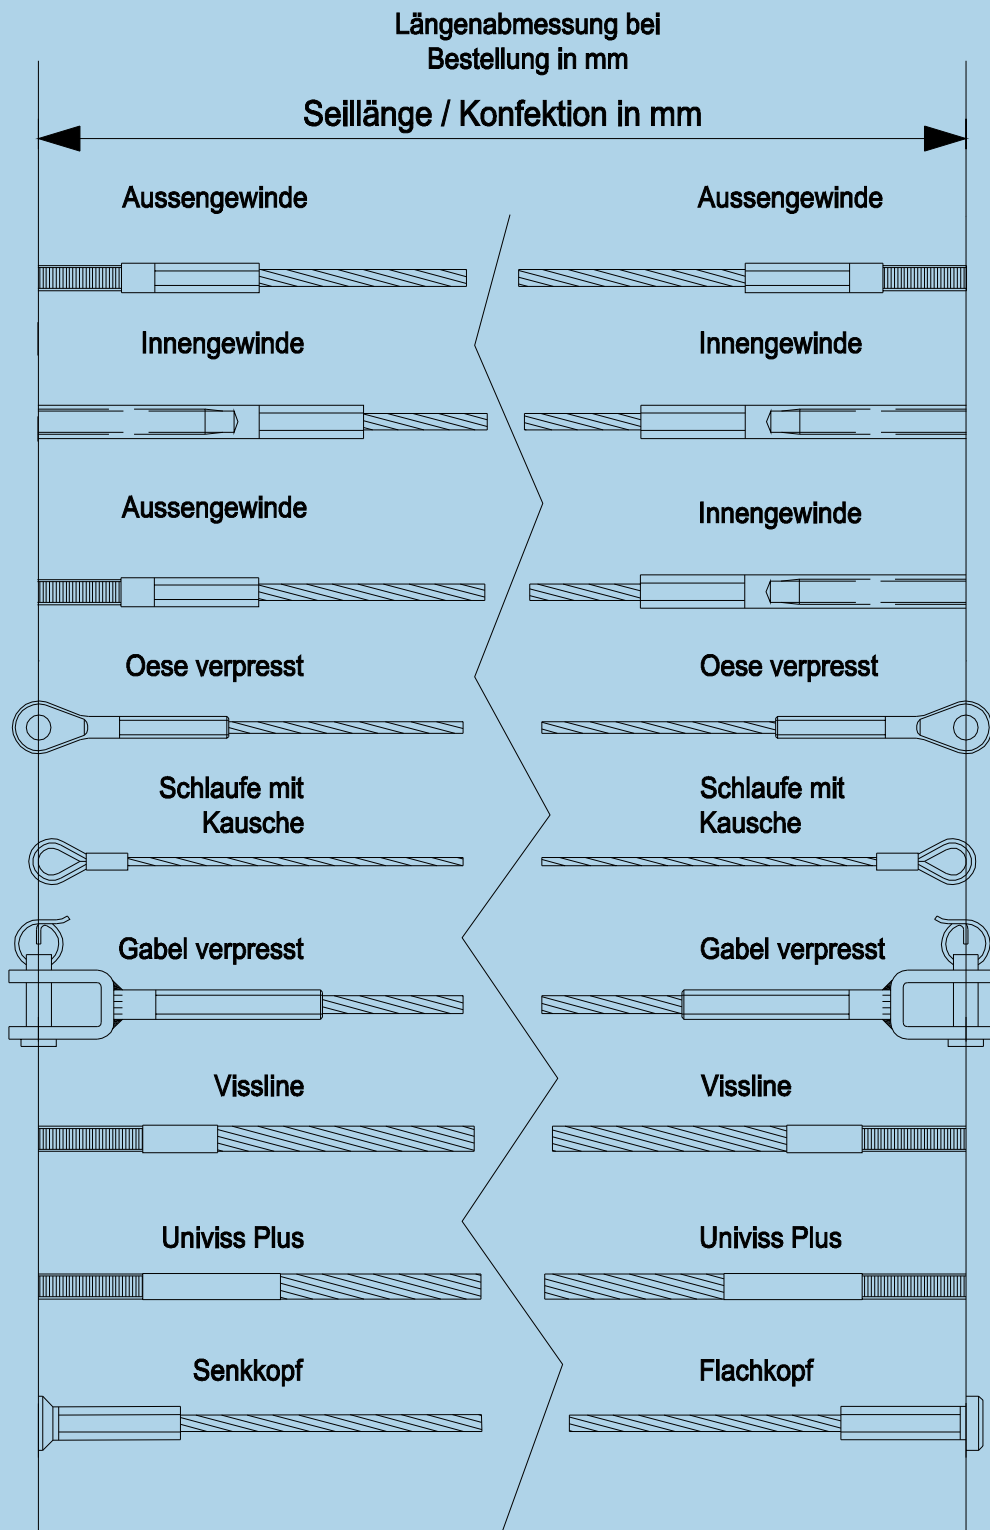 Längenabmessung bei
Bestellung in mm
Seillänge / Konfektion in mm
Aussengewinde
Aussengewinde
Innengewinde
Innengewinde
Aussengewinde
Innengewinde
Oese verpresst
Oese verpresst
Schlaufe mit
Kausche
Schlaufe mit
Kausche
Gabel verpresst
Gabel verpresst
Vissline
Vissline
Univiss Plus
Univiss Plus
Senkkopf
Flachkopf